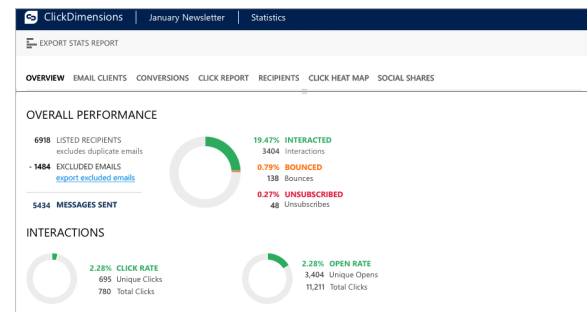 ClickDimensions January Newsletter Statistics
EXPORT STATS REPORT
OVERVIEW EMAIL CLIENTS CONVERSIONS CLICK REPORT RECIPIENTS CLICK HEAT MAP SOCIAL SHARES
OVERALL PERFORMANCE
6918 LISTED RECIPIENTS
excludes duplicate emails
- 1484 EXCLUDED EMAILS
export excluded emails
5434 MESSAGES SENT
19.47% INTERACTED
3404 Interactions
0.79% BOUNCED
138 Bounces
0.27% UNSUBSCRIBED
48 Unsubscribes
INTERACTIONS
2.28% CLICK RATE
695 Unique Clicks
780 Total Clicks
2.28% OPEN RATE
3,404 Unique Opens
11,211 Total Clicks